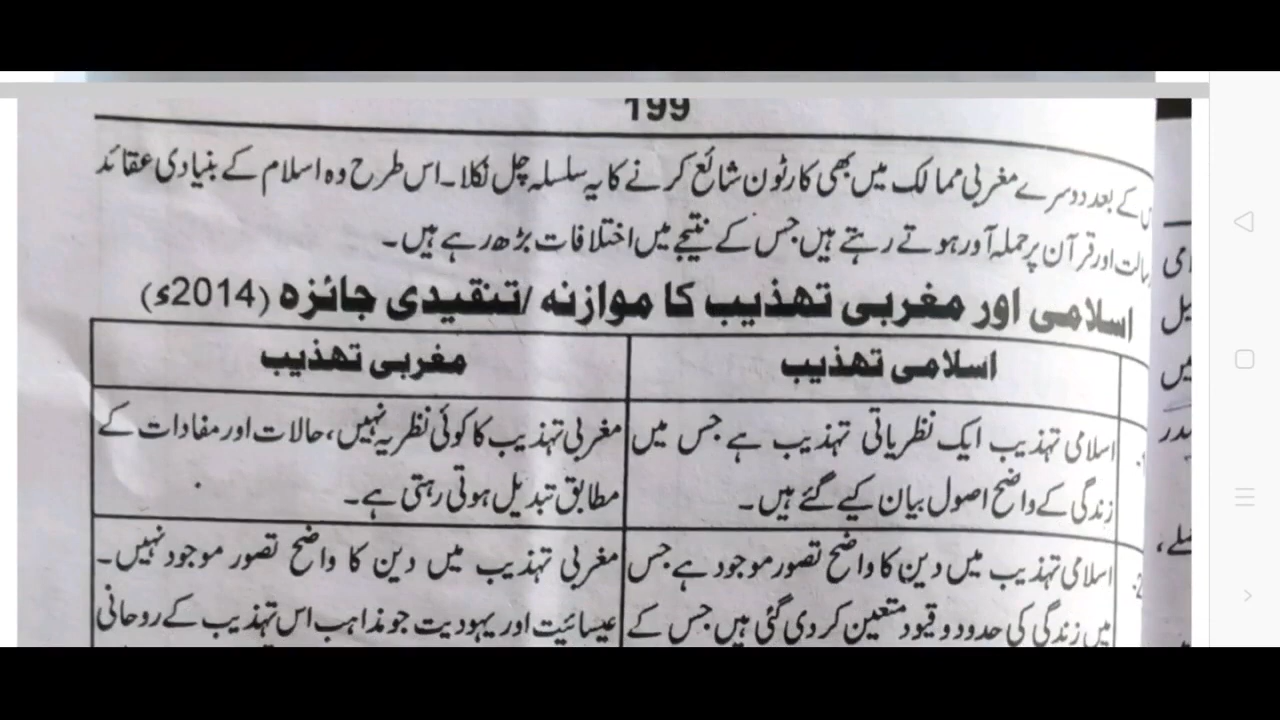 199
کے بعد دوسرے مغربی ممالک میں بھی کارٹون شائع کرنے کا یہ سلسلہ چل نکلا۔ اس طرح وہ اسلام کے بنیادی عقائد
اور قرآن پر حملہ آور ہوتے رہتے ہیں جس کے نتیجے میں اختلافات بڑھ رہے ہیں۔
اسلامی اور مغربی تهذیب کا موازنه /تنقیدی جائزه (2014ء)
اسلامی تهذیب
مغربی تهذیب
اسلامی تہذیب ایک نظریاتی تہذیب ہے جس میں
زندگی کے واضح اصول بیان کیے گئے ہیں۔
مغربی تہذیب کا کوئی نظریہ نہیں، حالات اور مفادات کے
مطابق تبدیل ہوتی رہتی ہے۔
اسلامی تہذیب میں دین کا واضح تصور موجود ہے جس
میں زندگی کی حدود و قیود متعین کر دی گئی ہیں جس کے
مغربی تہذیب میں دین کا واضح تصور موجود نہیں۔
عیسائیت اور یہودیت جو مذاہب اس تہذیب کے روحانی